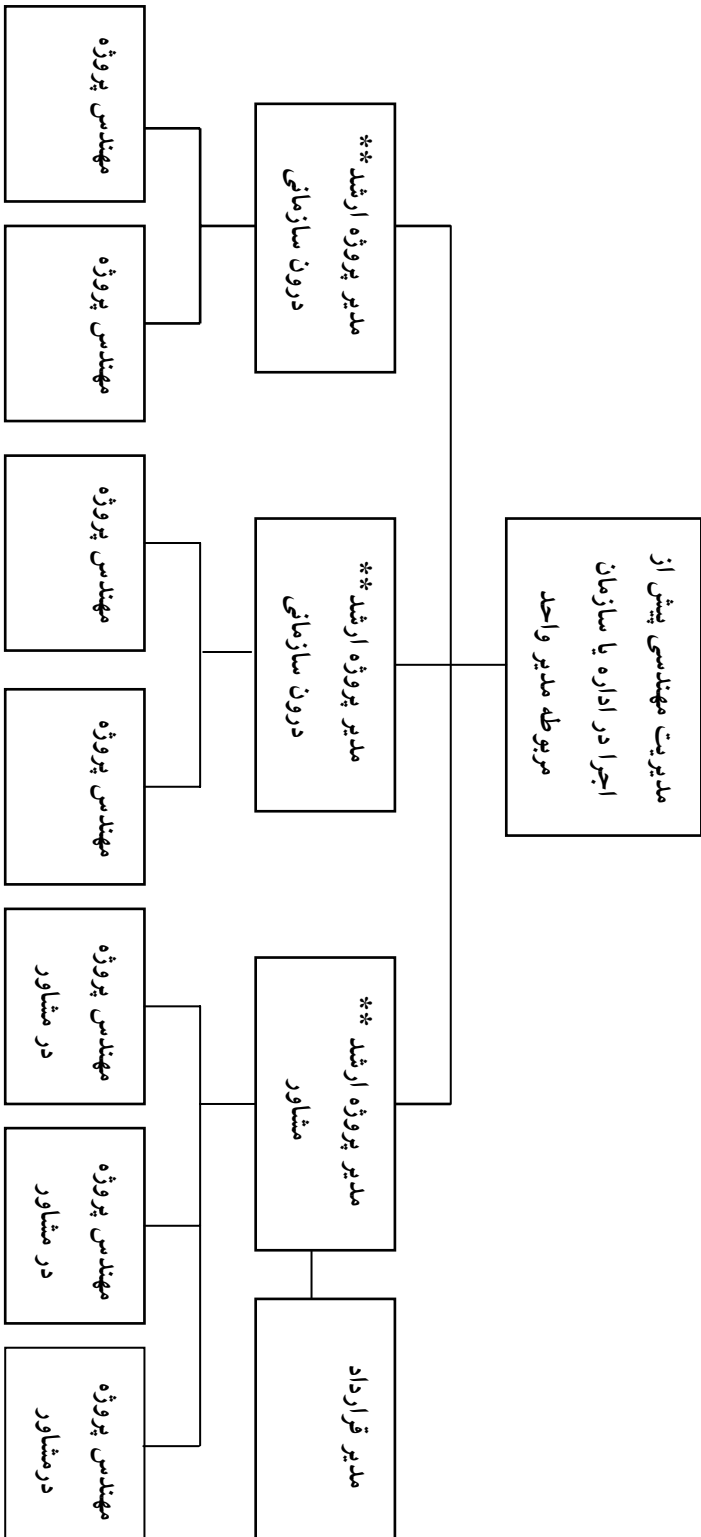 مدیریت مهندسی پیش از
اجرا در اداره یا سازمان
مربوطه مدیر واحد
مدیر پروژه ارشد**
درون سازمانی
مدیر پروژه ارشد**
درون سازمانی
مدیر پروژه ارشد **
مشاور
مدیر قرارداد
مهندس پروژه
مهندس پروژه
مهندس پروژه
مهندس پروژه
مهندس پروژه
در مشاور
مهندس پروژه
در مشاور
مهندس پروژه
درمشاور